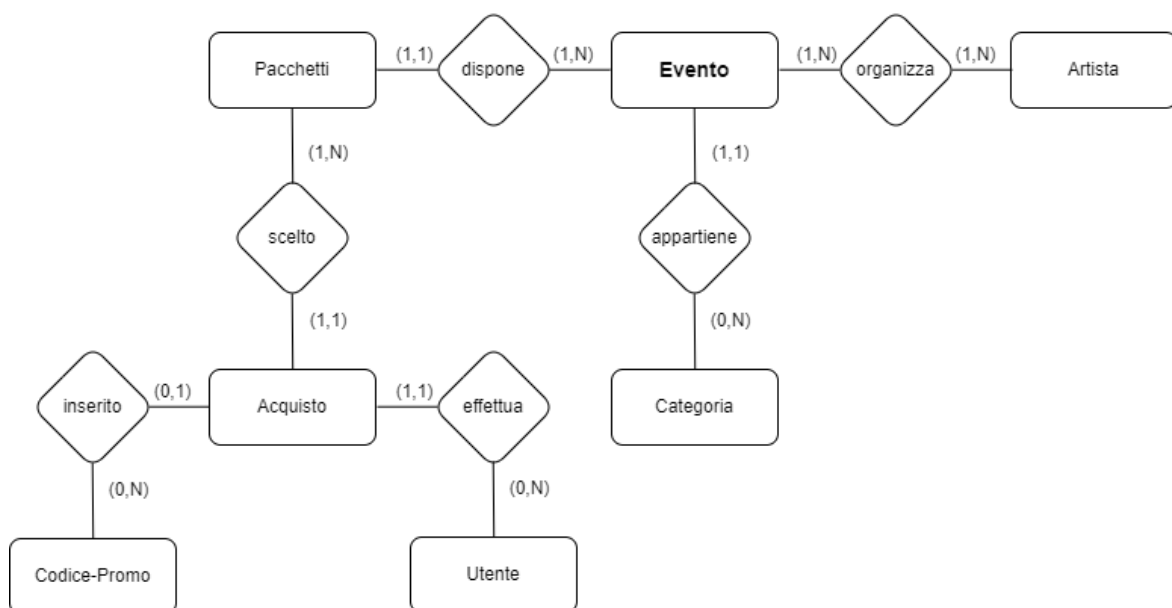 Pacchetti
(1,1)
dispone
(1,N)
Evento
(1,N)
organizza
(1,N)
Artista
(1,N)
(1,1)
scelto
appartiene
(1,1)
(0,N)
inserito
(0,1)
Acquisto
(1,1)
effettua
Categoria
(0,N)
(0,N)
Codice-Promo
Utente